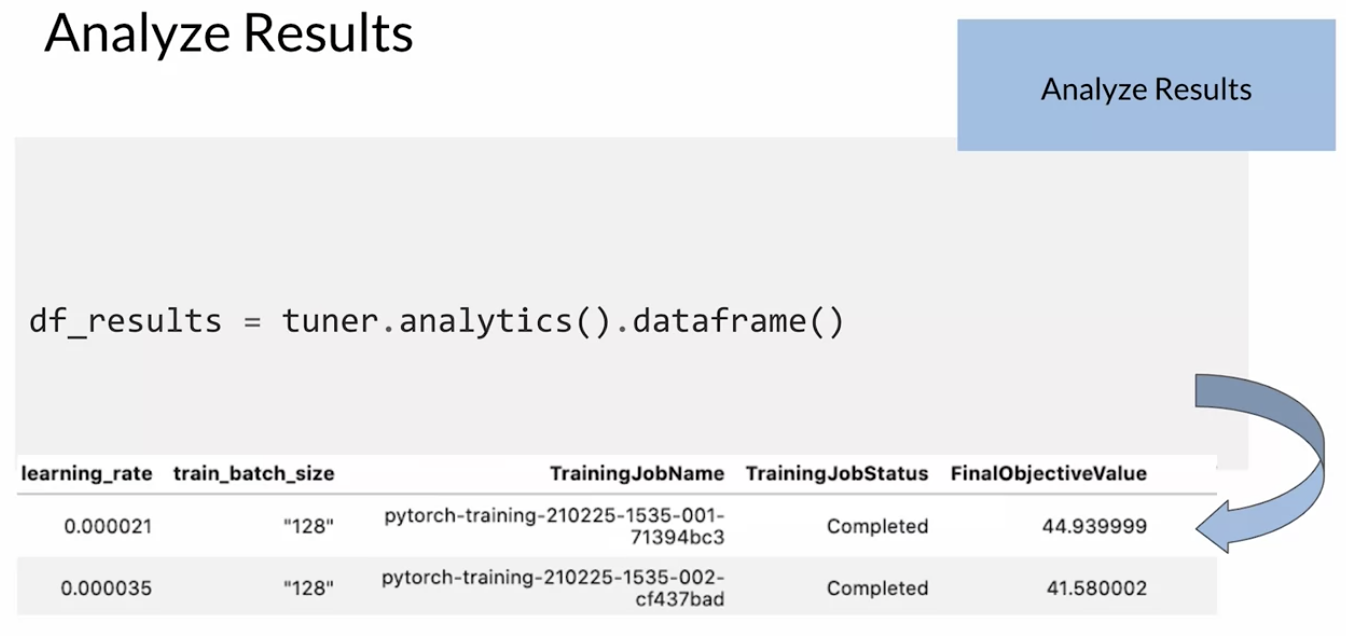 Analyze Results
Analyze Results
df_results = tuner.analytics().dataframe()
learning_rate train_batch_size TrainingJobName TrainingJobStatus FinalObjectiveValue
0.000021 "128" pytorch-training-210225-1535-001- Completed 44.939999
71394bc3
0.000035 "128" pytorch-training-210225-1535-002- Completed 41.580002
cf437bad